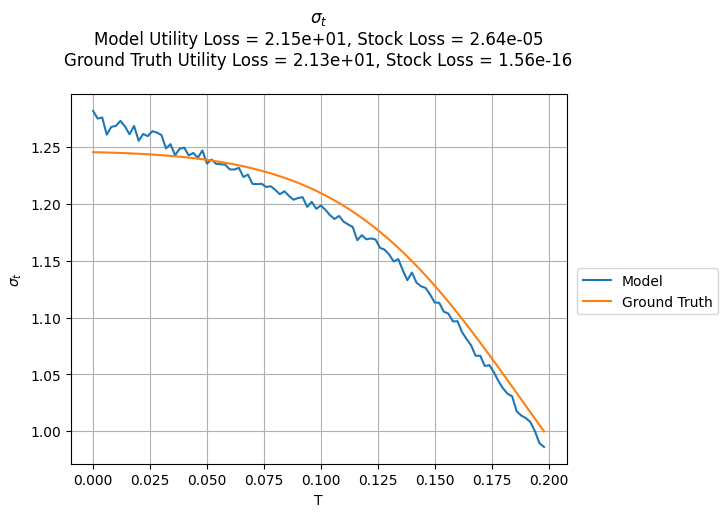 σt
Model Utility Loss = 2.15e+01, Stock Loss = 2.64e-05
Ground Truth Utility Loss = 2.13e+01, Stock Loss = 1.56e-16
1.25
1.20
1.15
1.10
1.05
1.00
σt
0.000 0.025 0.050 0.075 0.100 0.125 0.150 0.175 0.200
T
Model
Ground Truth